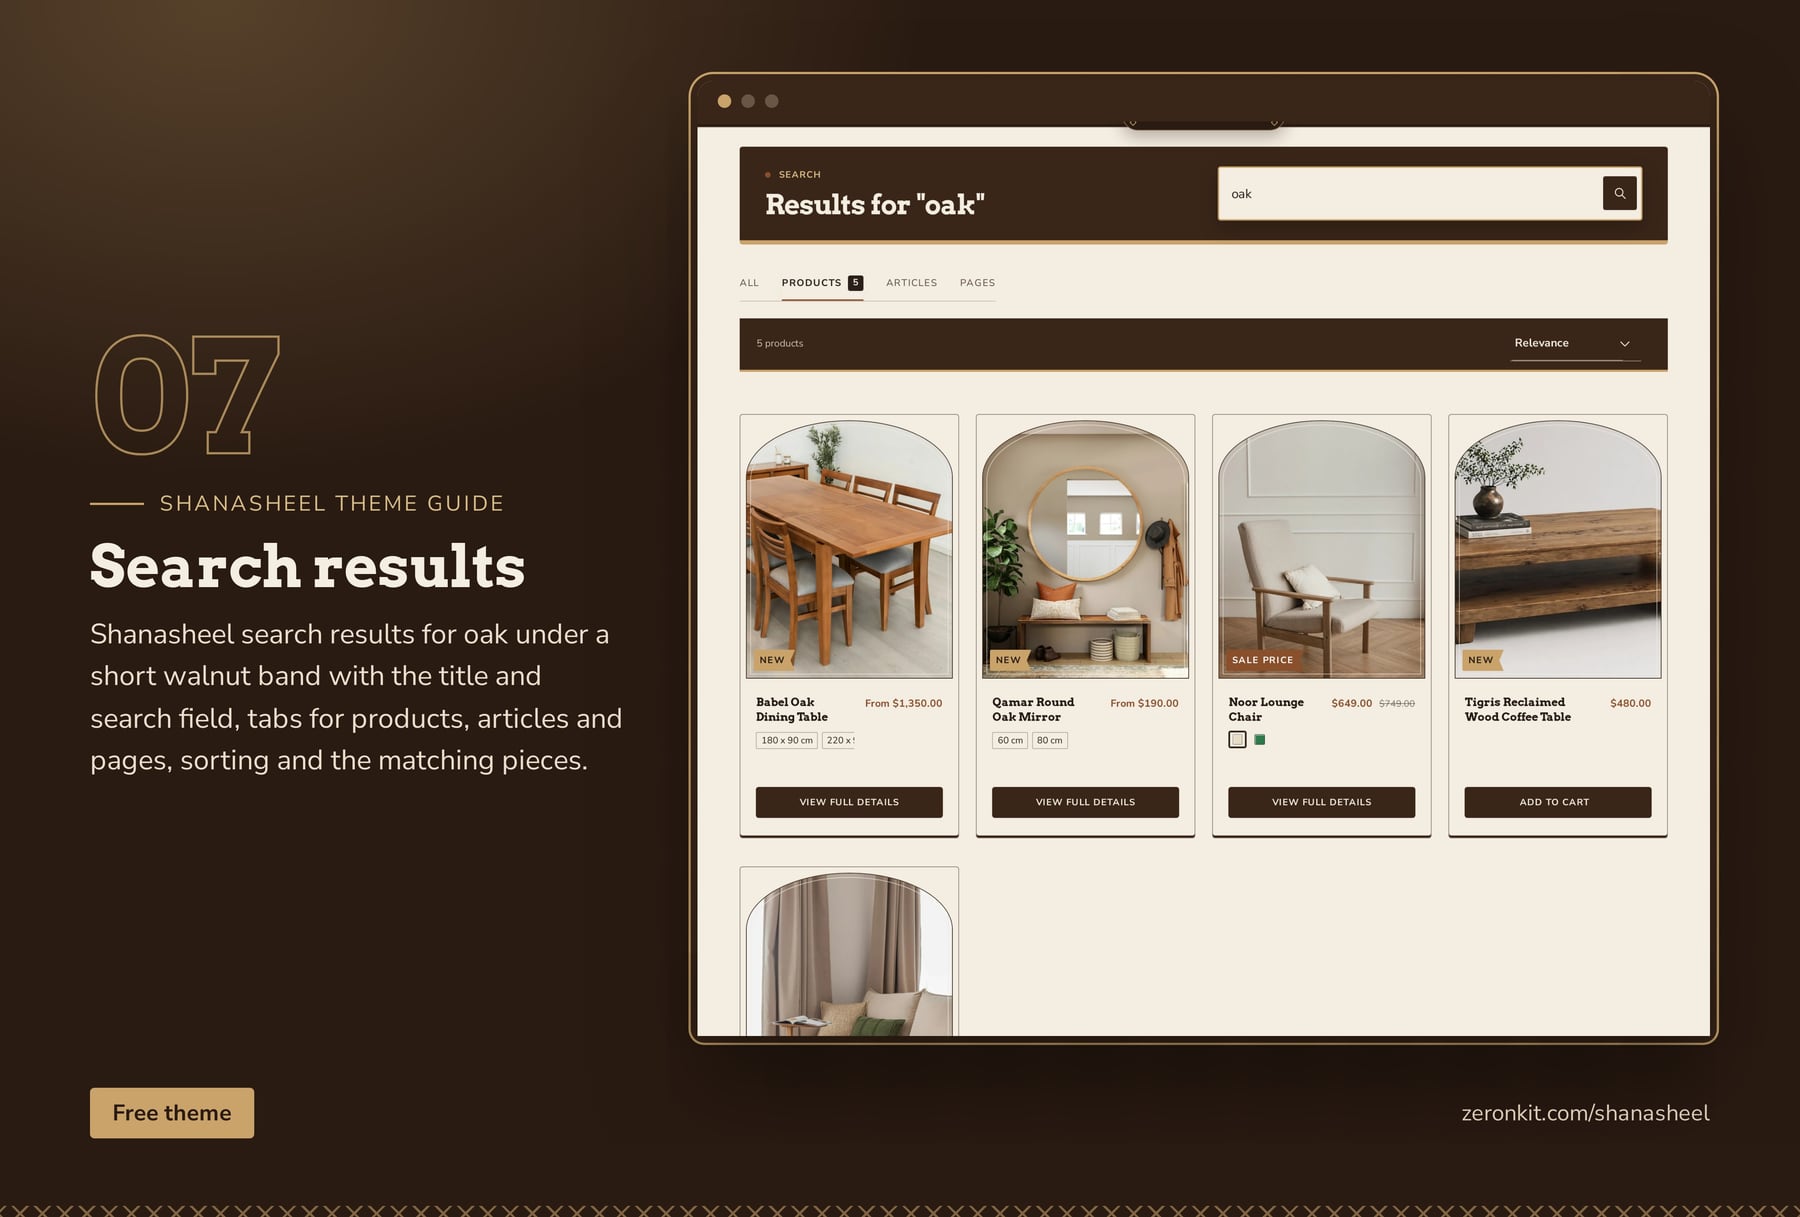 07
SHANASHEEL THEME GUIDE
Search results
Shanasheel search results for oak under a
short walnut band with the title and
search field, tabs for products, articles and
pages, sorting and the matching pieces.
Free theme
SEARCH
Results for "oak"
oak
ALL PRODUCTS 5 ARTICLES PAGES
5 products
Relevance
NEW
Babel Oak
Dining Table
From $1,350.00
180 x 90 cm
220 x
VIEW FULL DETAILS
NEW
Qamar Round
Oak Mirror
From $190.00
60 cm
80 cm
VIEW FULL DETAILS
SALE PRICE
Noor Lounge
Chair
$649.00 $749.00
VIEW FULL DETAILS
NEW
Tigris Reclaimed
Wood Coffee Table
$480.00
ADD TO CART
zeronkit.com/shanasheel